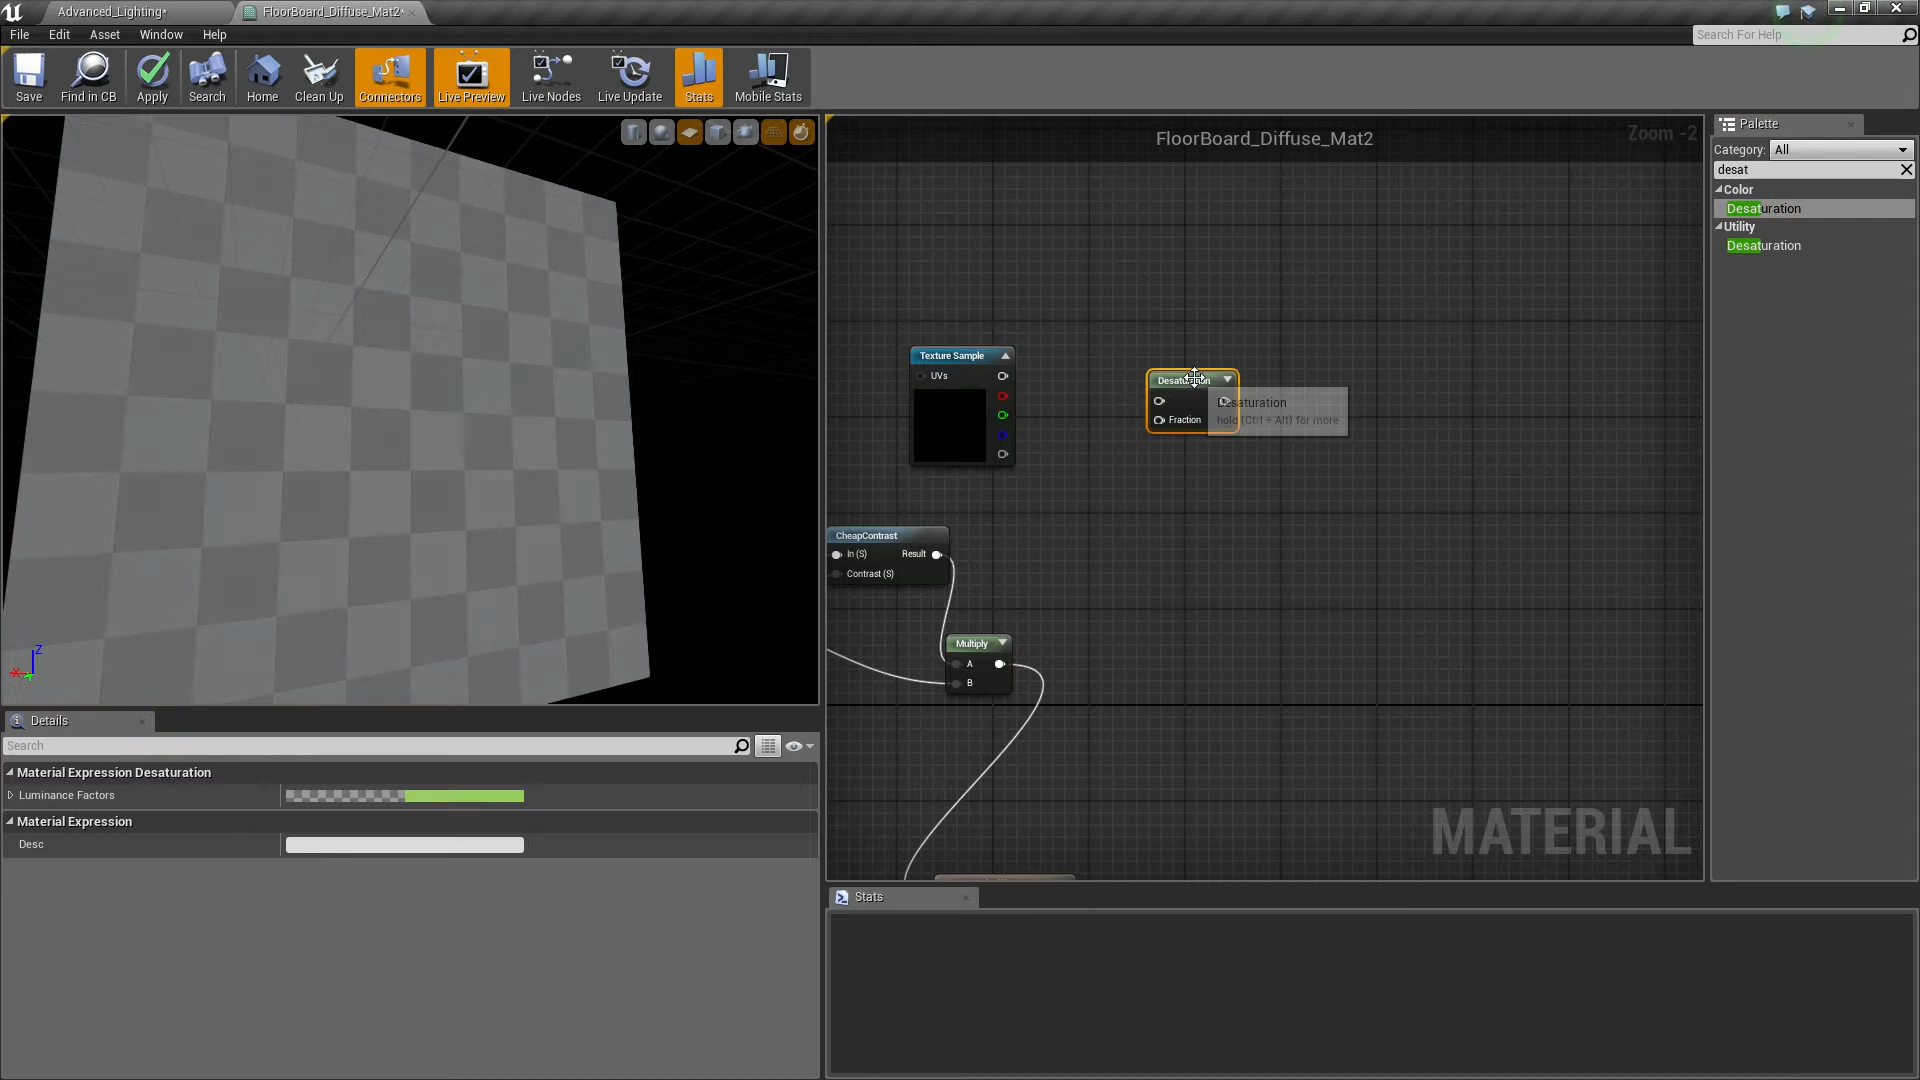 Advanced_Lighting*
FloorBoard_Diffuse_Mat2*
File Edit Asset Window Help
Search For Help
Save
Find in CB
Apply
Search
Home
Clean Up
Connectors
Live Preview
Live Nodes
Live Update
Stats
Mobile Stats
FloorBoard_Diffuse_Mat2
Zoom -2
Palette
Category: All
desat
Color
Desaturation
Utility
Desaturation
Texture Sample
UVs
Desaturation
Fraction
Desaturation
hold (Ctrl + Alt) for more
CheapContrast
In (S) Result
Contrast (S)
Multiply
A
B
MATERIAL
Z
X
Details
Search
Material Expression Desaturation
Luminance Factors
Material Expression
Desc
Stats